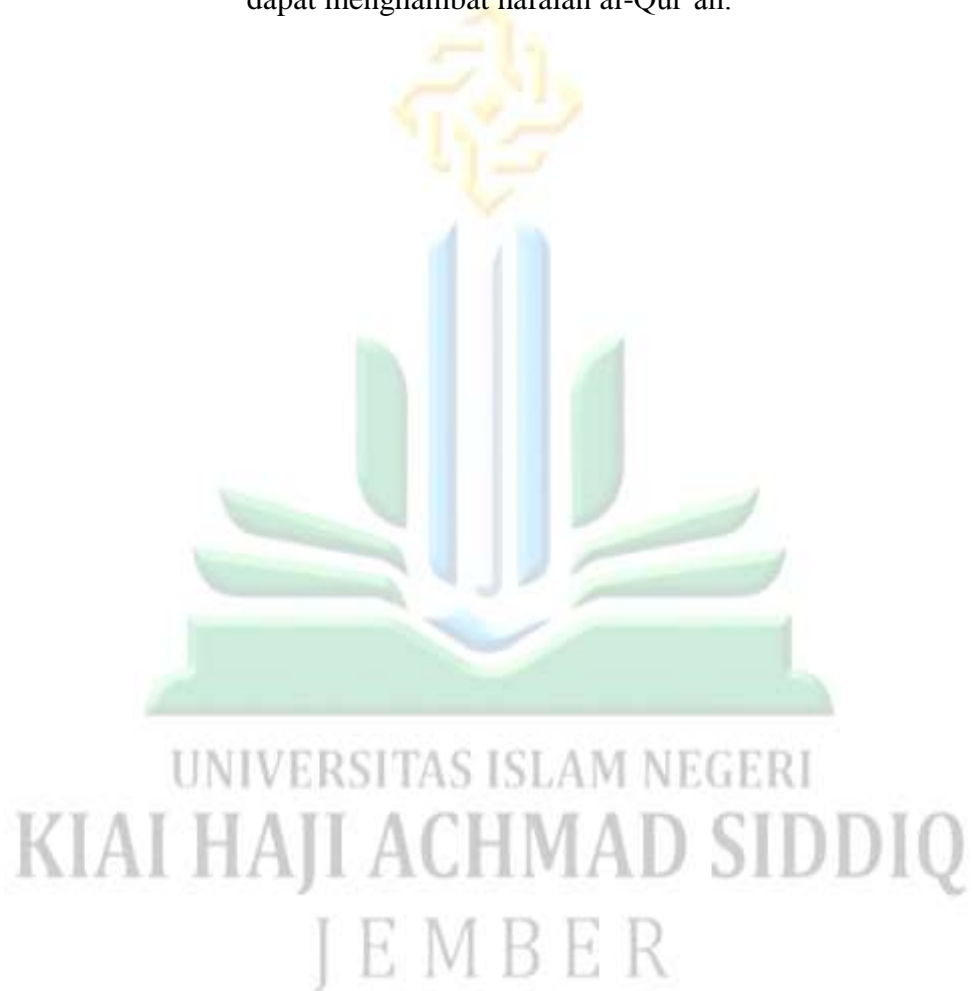 dapat menghambat hafalan al-Qur'an.
UNIVERSITAS ISLAM NEGERI
KIAI HAJI ACHMAD SIDDIQ
JEMBER